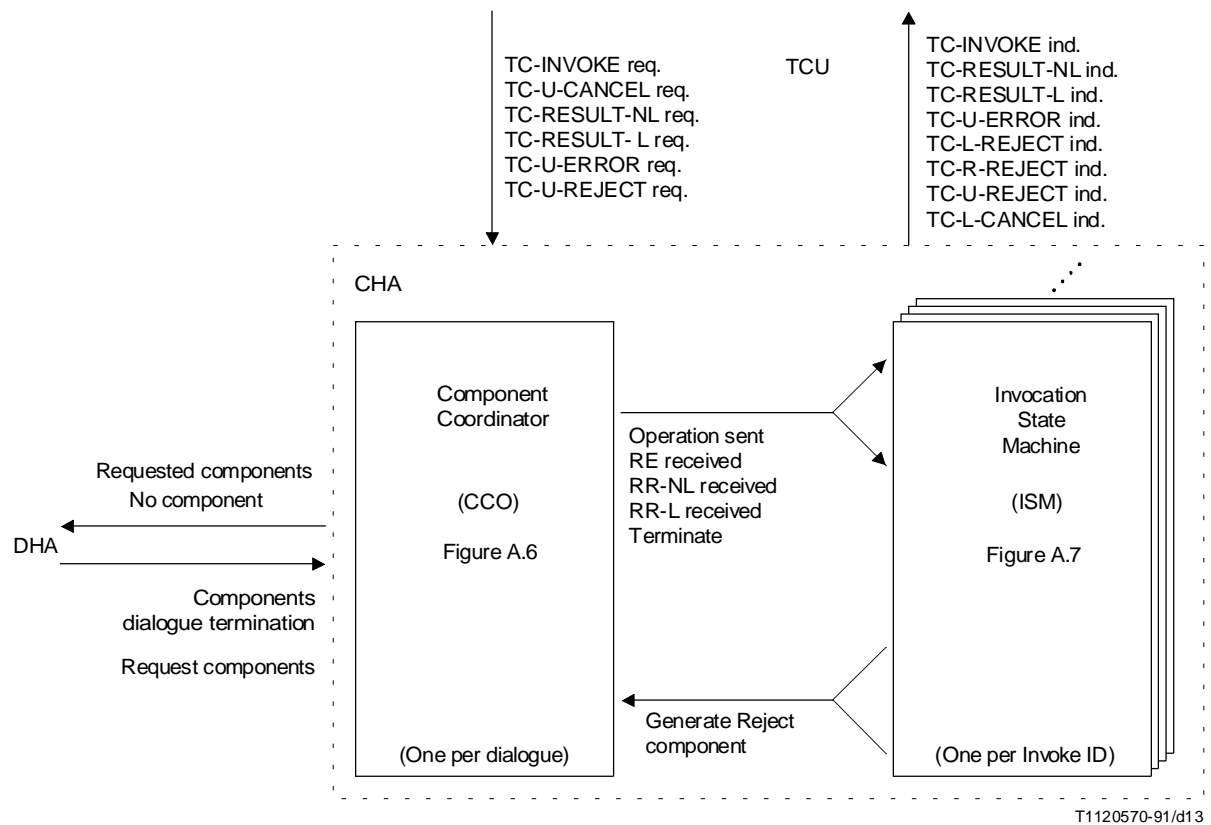 TC-INVOKE req.
TC-U-CANCEL req.
TC-RESULT-NL req.
TC-RESULT- L req.
TC-U-ERROR req.
TC-U-REJECT req.
TCU
TC-INVOKE ind.
TC-RESULT-NL ind.
TC-RESULT-L ind.
TC-U-ERROR ind.
TC-L-REJECT ind.
TC-R-REJECT ind.
TC-U-REJECT ind.
TC-L-CANCEL ind.
CHA
Component
Coordinator
(CCO)
Figure A.6
(One per dialogue)
Operation sent
RE received
RR-NL received
RR-L received
Terminate
Invocation
State
Machine
(ISM)
Figure A.7
(One per Invoke ID)
Generate Reject
component
Requested components
No component
DHA
Components
dialogue termination
Request components
T1120570-91/d13